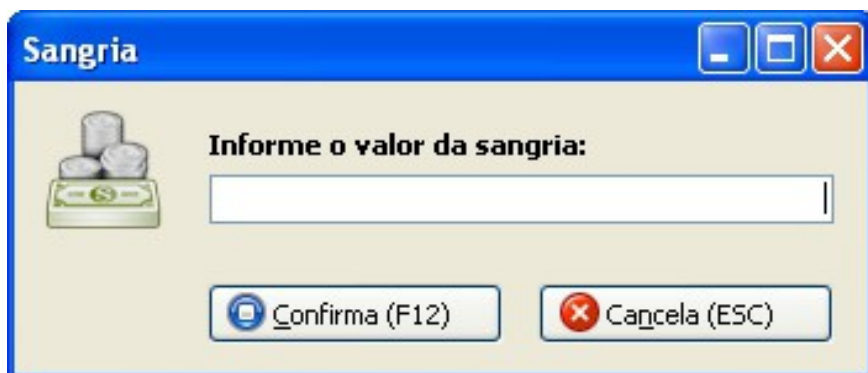 Sangria
Informe o valor da sangria:
Confirma (F12)
Cancela (ESC)